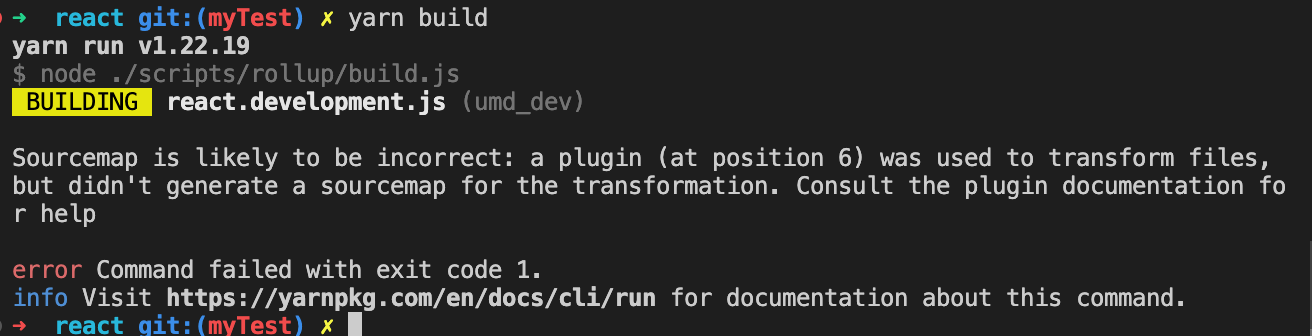 ➜  react git:(myTest) ✗ yarn build
yarn run v1.22.19
$ node ./scripts/rollup/build.js
BUILDING  react.development.js (umd_dev)
Sourcemap is likely to be incorrect: a plugin (at position 6) was used to transform files,
but didn't generate a sourcemap for the transformation. Consult the plugin documentation fo
r help
error Command failed with exit code 1.
info Visit https://yarnpkg.com/en/docs/cli/run for documentation about this command.
➜  react git:(myTest) ✗